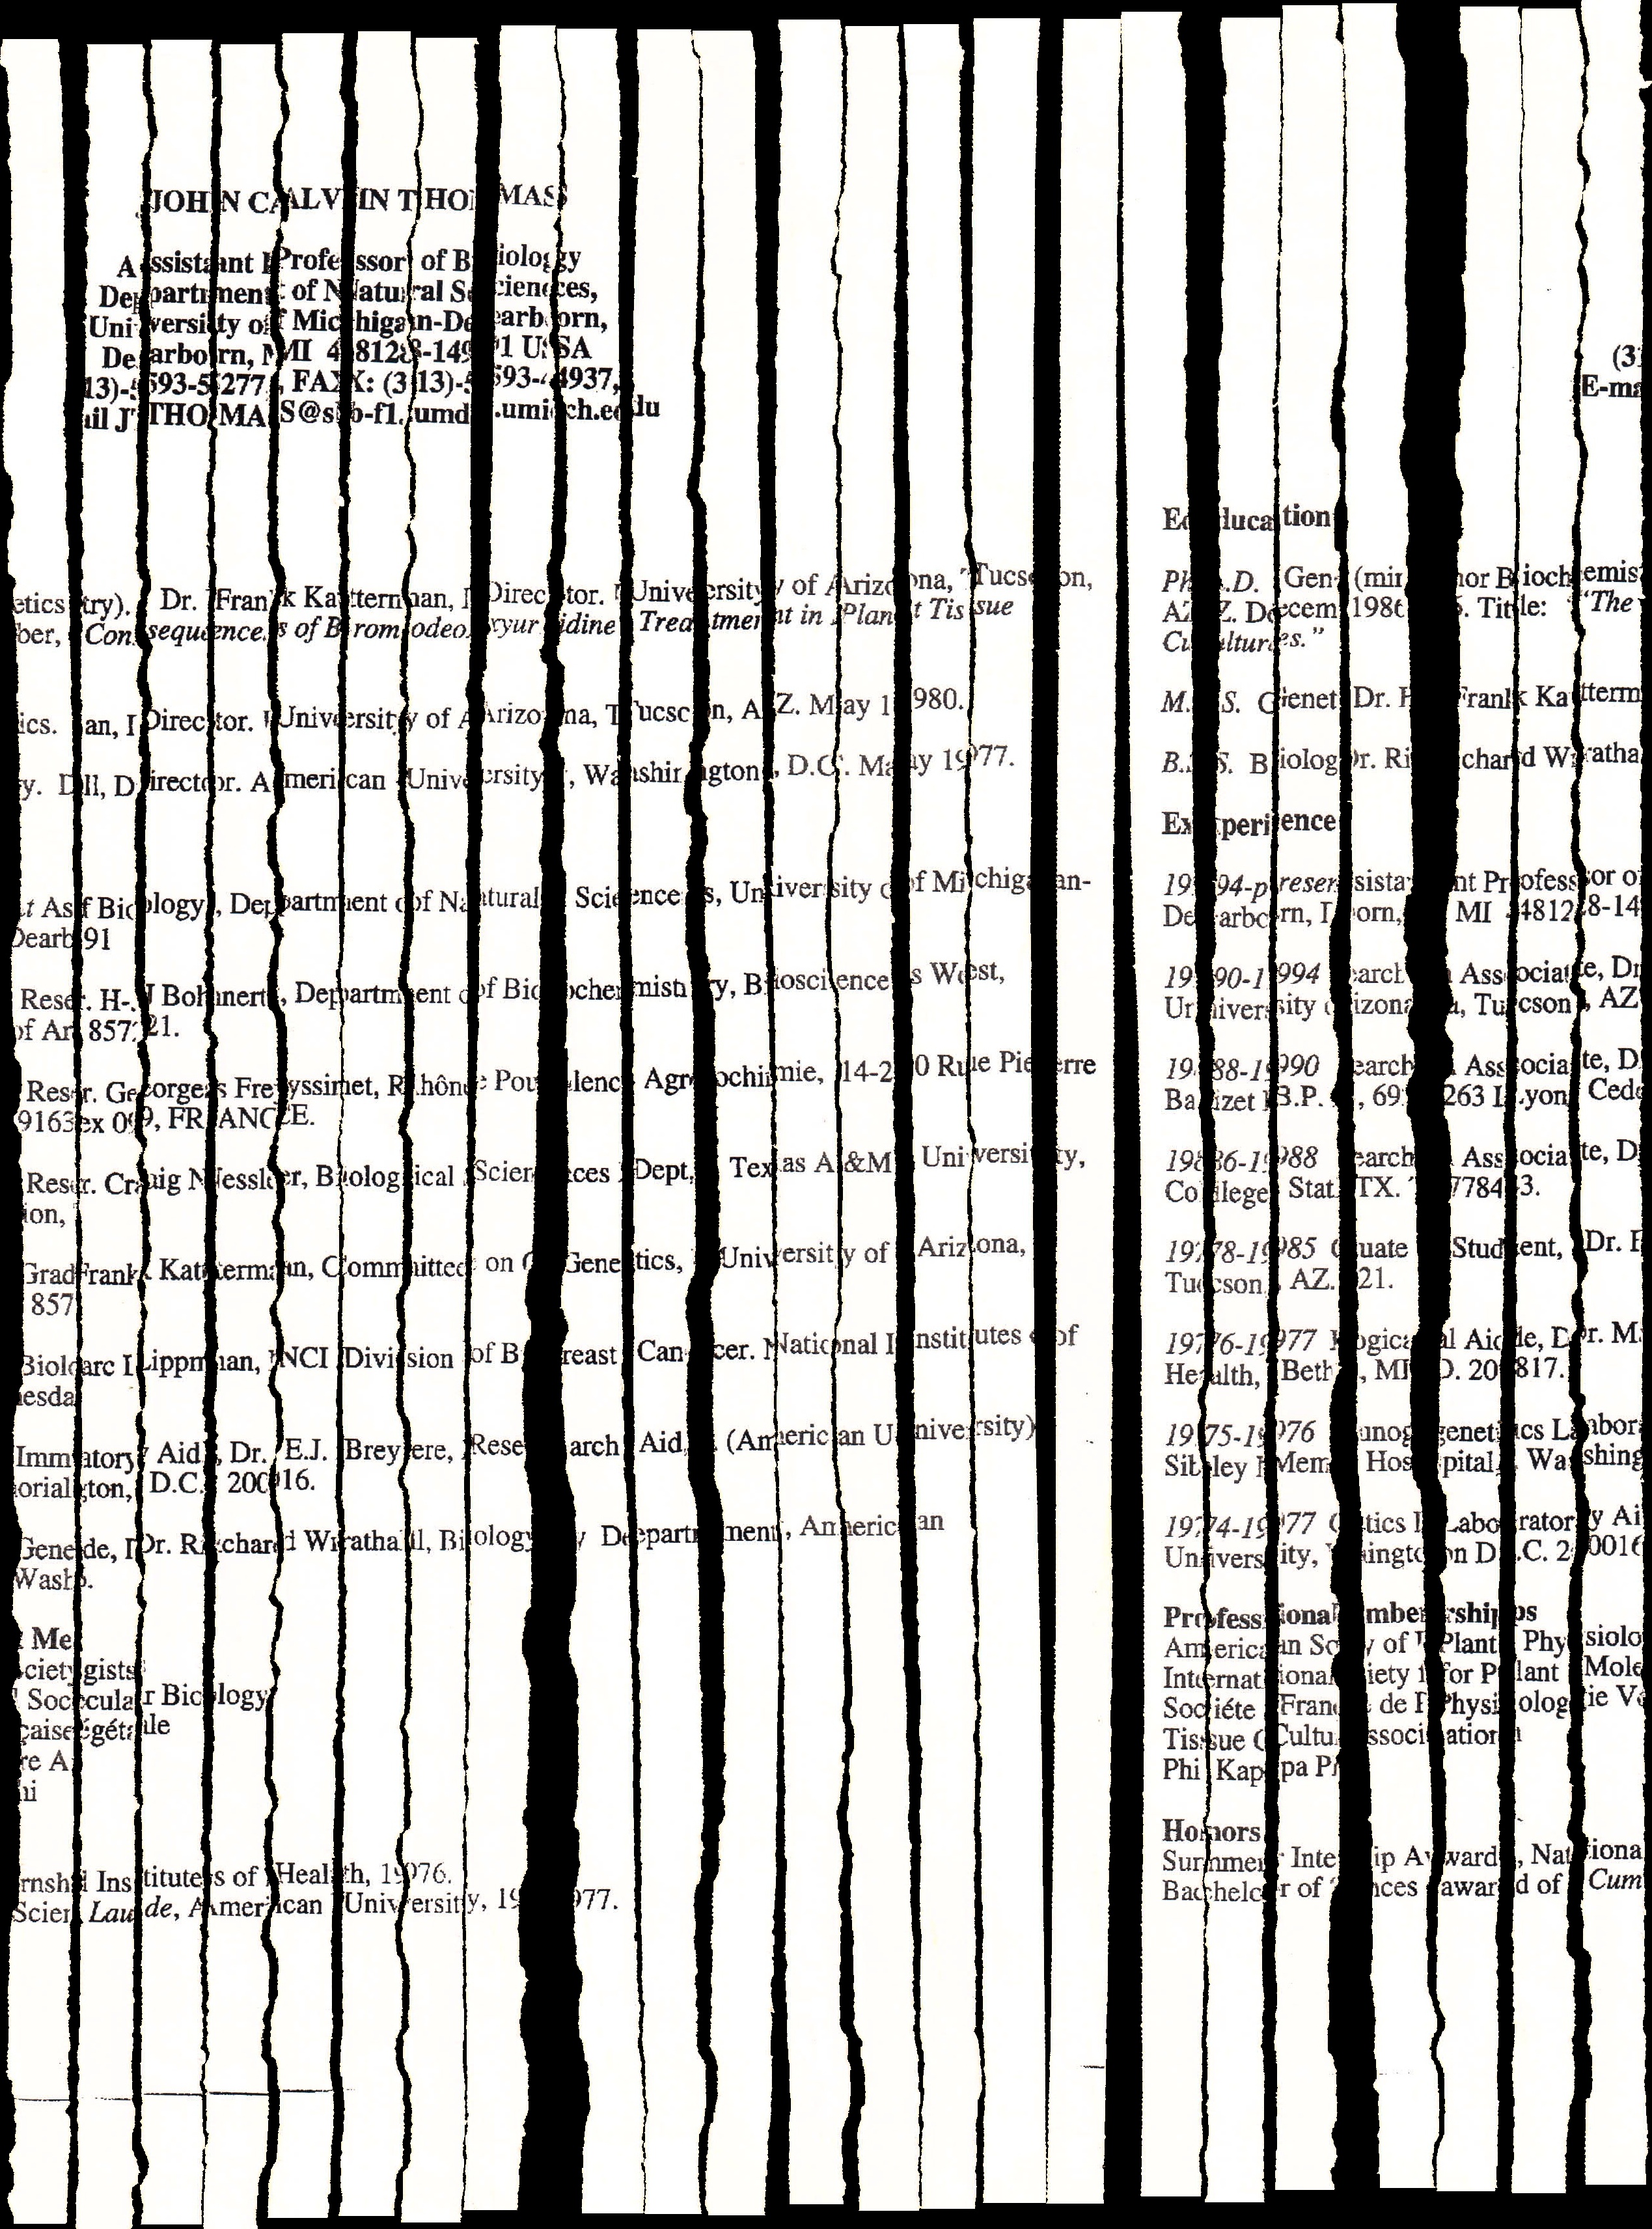 JOHN CALVIN THOMAS
Assistant Professor of Biology
Department of Natural Sciences,
University of Michigan-Dearborn,
Dearborn, MI 48128-1491 USA
(313)-593-5277, FAX: (313)-593-4937,
E-mail JTHOMAS@sb-f1.umd.umich.edu
Education
Ph.D. Genetics (minor Biochemistry). Dr. Frank Katterman, Director. University of Arizona, Tucson,
AZ. December, 1986. Title: "The Consequences of Bromodeoxyuridine Treatment in Plant Tissue
Cultures."
M.S. Genetics. Dr. Frank Katterman, Director. University of Arizona, Tucson, AZ. May 1980.
B.S. Biology. Dr. Richard Wrathall, Director. American University, Washington, D.C. May 1977.
Experience
1994-present Assistant Professor of Biology, Department of Natural Sciences, University of Michigan-
Dearborn, Dearborn, MI 48128-1491
1990-1994 Research Associate, Dr. H-J Bohnert, Department of Biochemistry, Biosciences West,
University of Arizona, Tucson, AZ 85721.
1988-1990 Research Associate, Dr. Georges Freyssinet, Rhône Poulenc Agrochimie, 14-20 Rue Pierre
Baizet B.P. 9163, 69263 Lyon Cedex 09, FRANCE.
1986-1988 Research Associate, Dr. Craig Nessler, Biological Sciences Dept, Texas A&M University,
College Station, TX. 77843.
1978-1985 Graduate Student, Dr. Frank Katterman, Committee on Genetics, University of Arizona,
Tucson, AZ. 85721.
1976-1977 Biological Aide, Dr. Marc Lippman, NCI Division of Breast Cancer. National Institutes of
Health, Bethesda, MD. 20817.
1975-1976 Immunogenetics Laboratory Aid, Dr. E.J. Breyere, Research Aid, (American University)
Sibley Memorial Hospital, Washington, D.C. 20016.
1974-1977 Genetics Laboratory Aide, Dr. Richard Wrathall, Biology Department, American
University, Washington D.C. 20016.
Professional Memberships
American Society of Plant Physiologists
International Society for Plant Molecular Biology
Sociéte Française de Physiologie Végétale
Tissue Culture Association
Phi Kappa Phi
Honors
Summer Internship Award, National Institutes of Health, 1976.
Bachelor of Sciences awarded Cum Laude, American University, 1977.